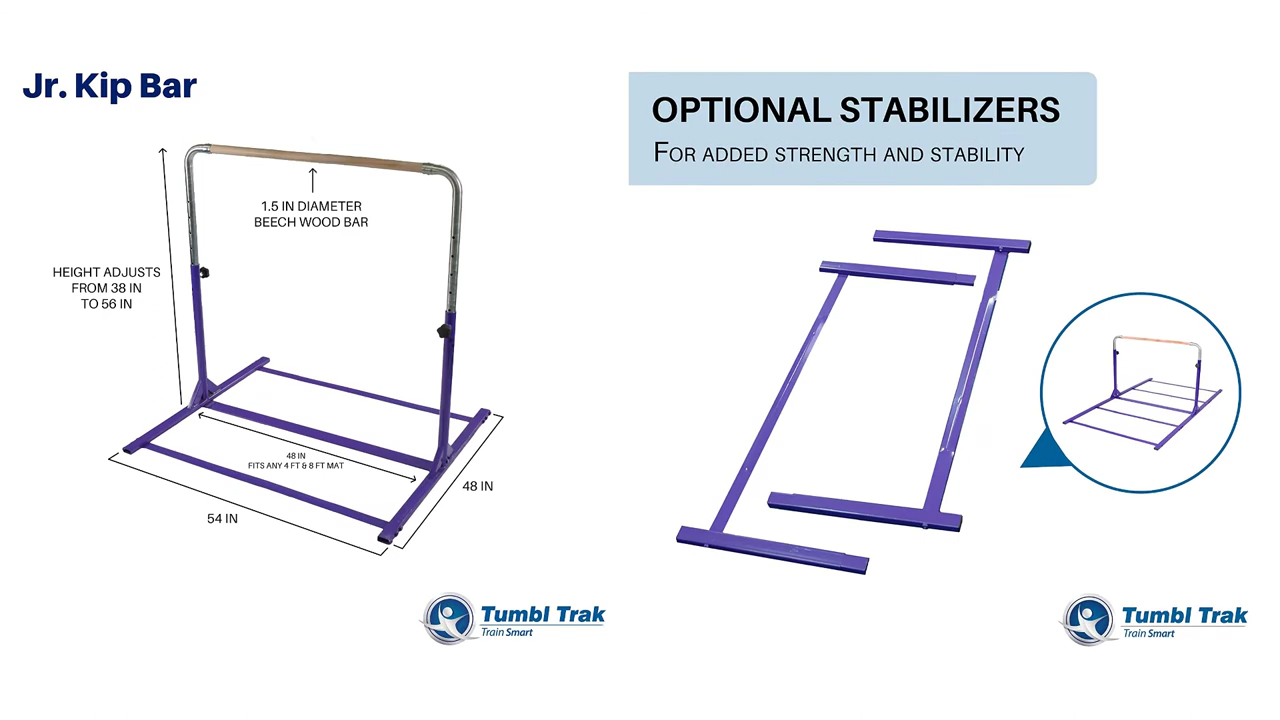 Jr. Kip Bar
1.5 IN DIAMETER
BEECH WOOD BAR
HEIGHT ADJUSTS
FROM 38 IN
TO 56 IN
48 IN
FITS ANY 4 FT & 8 FT MAT
48 IN
54 IN
Tumbl Trak
Train Smart
OPTIONAL STABILIZERS
FOR ADDED STRENGTH AND STABILITY
Tumbl Trak
Train Smart